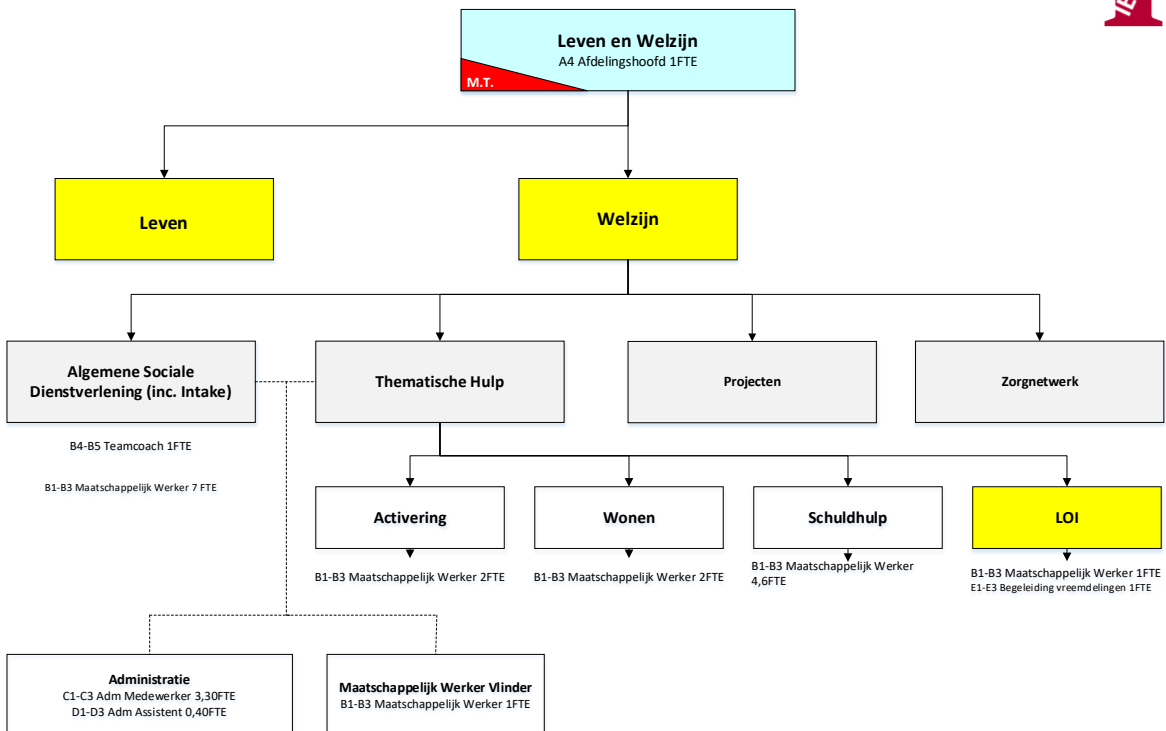 Leven en Welzijn
A4 Afdelingshoofd 1FTE
M.T.
Leven
Welzijn
Algemene Sociale
Dienstverlening (inc. Intake)
Thematische Hulp
Projecten
Zorgnetwerk
B4-B5 Teamcoach 1FTE
B1-B3 Maatschappelijk Werker 7 FTE
Activering
Wonen
Schuldhulp
LOI
B1-B3 Maatschappelijk Werker 2FTE
B1-B3 Maatschappelijk Werker 2FTE
B1-B3 Maatschappelijk Werker
4,6FTE
B1-B3 Maatschappelijk Werker 1FTE
E1-E3 Begeleiding vreemdelingen 1FTE
Administratie
C1-C3 Adm Medewerker 3,30FTE
D1-D3 Adm Assistent 0,40FTE
Maatschappelijk Werker Vlinder
B1-B3 Maatschappelijk Werker 1FTE